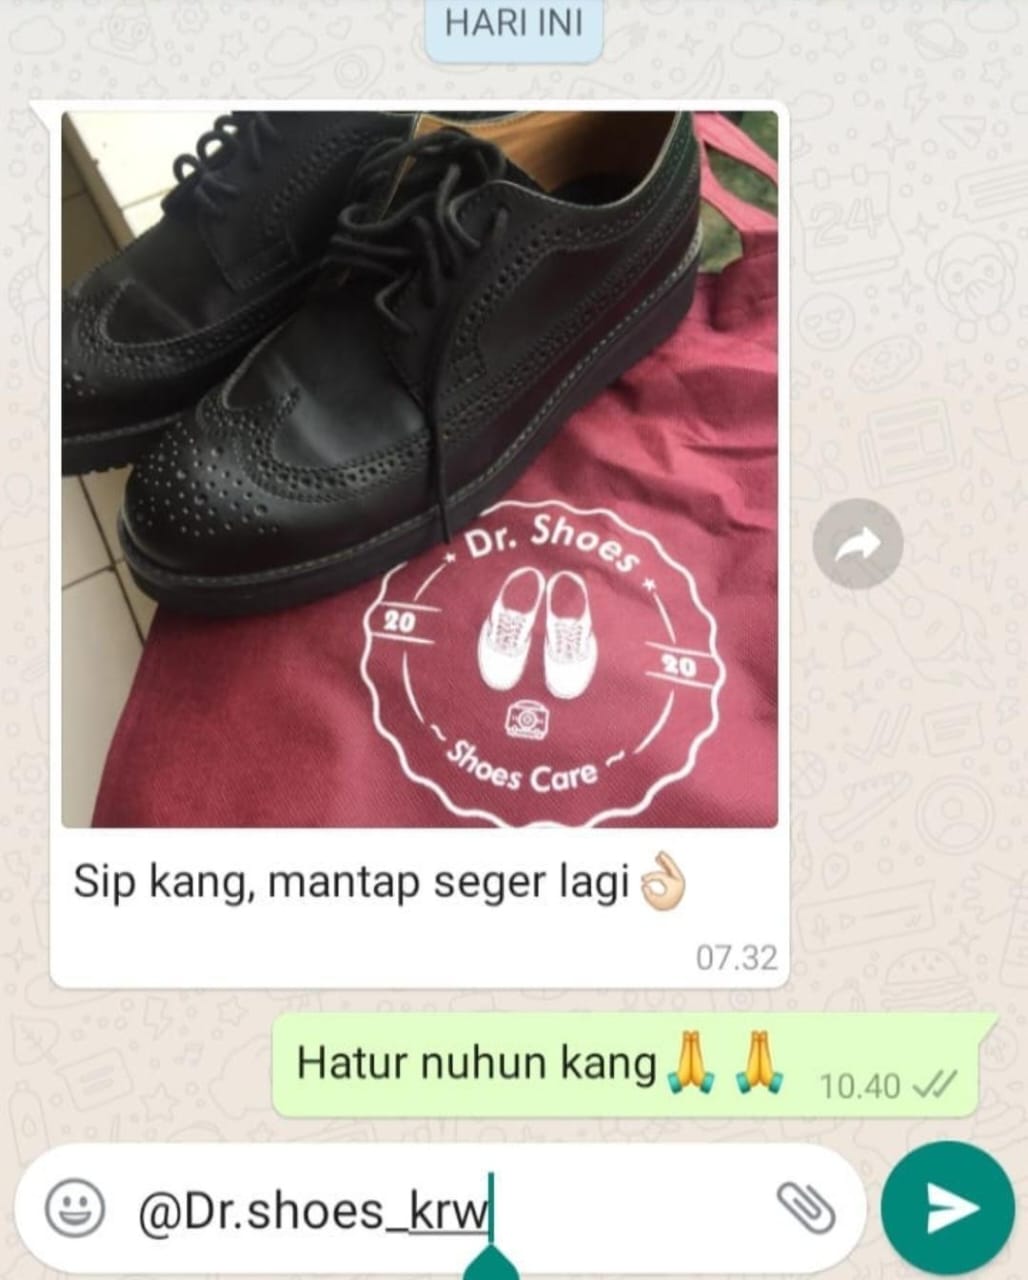 HARI INI
Dr. Shoes
20
20
Shoes Care
Sip kang, mantap seger lagi👌🏻
07.32
Hatur nuhun kang🙏 🙏
10.40
@Dr.shoes_krw